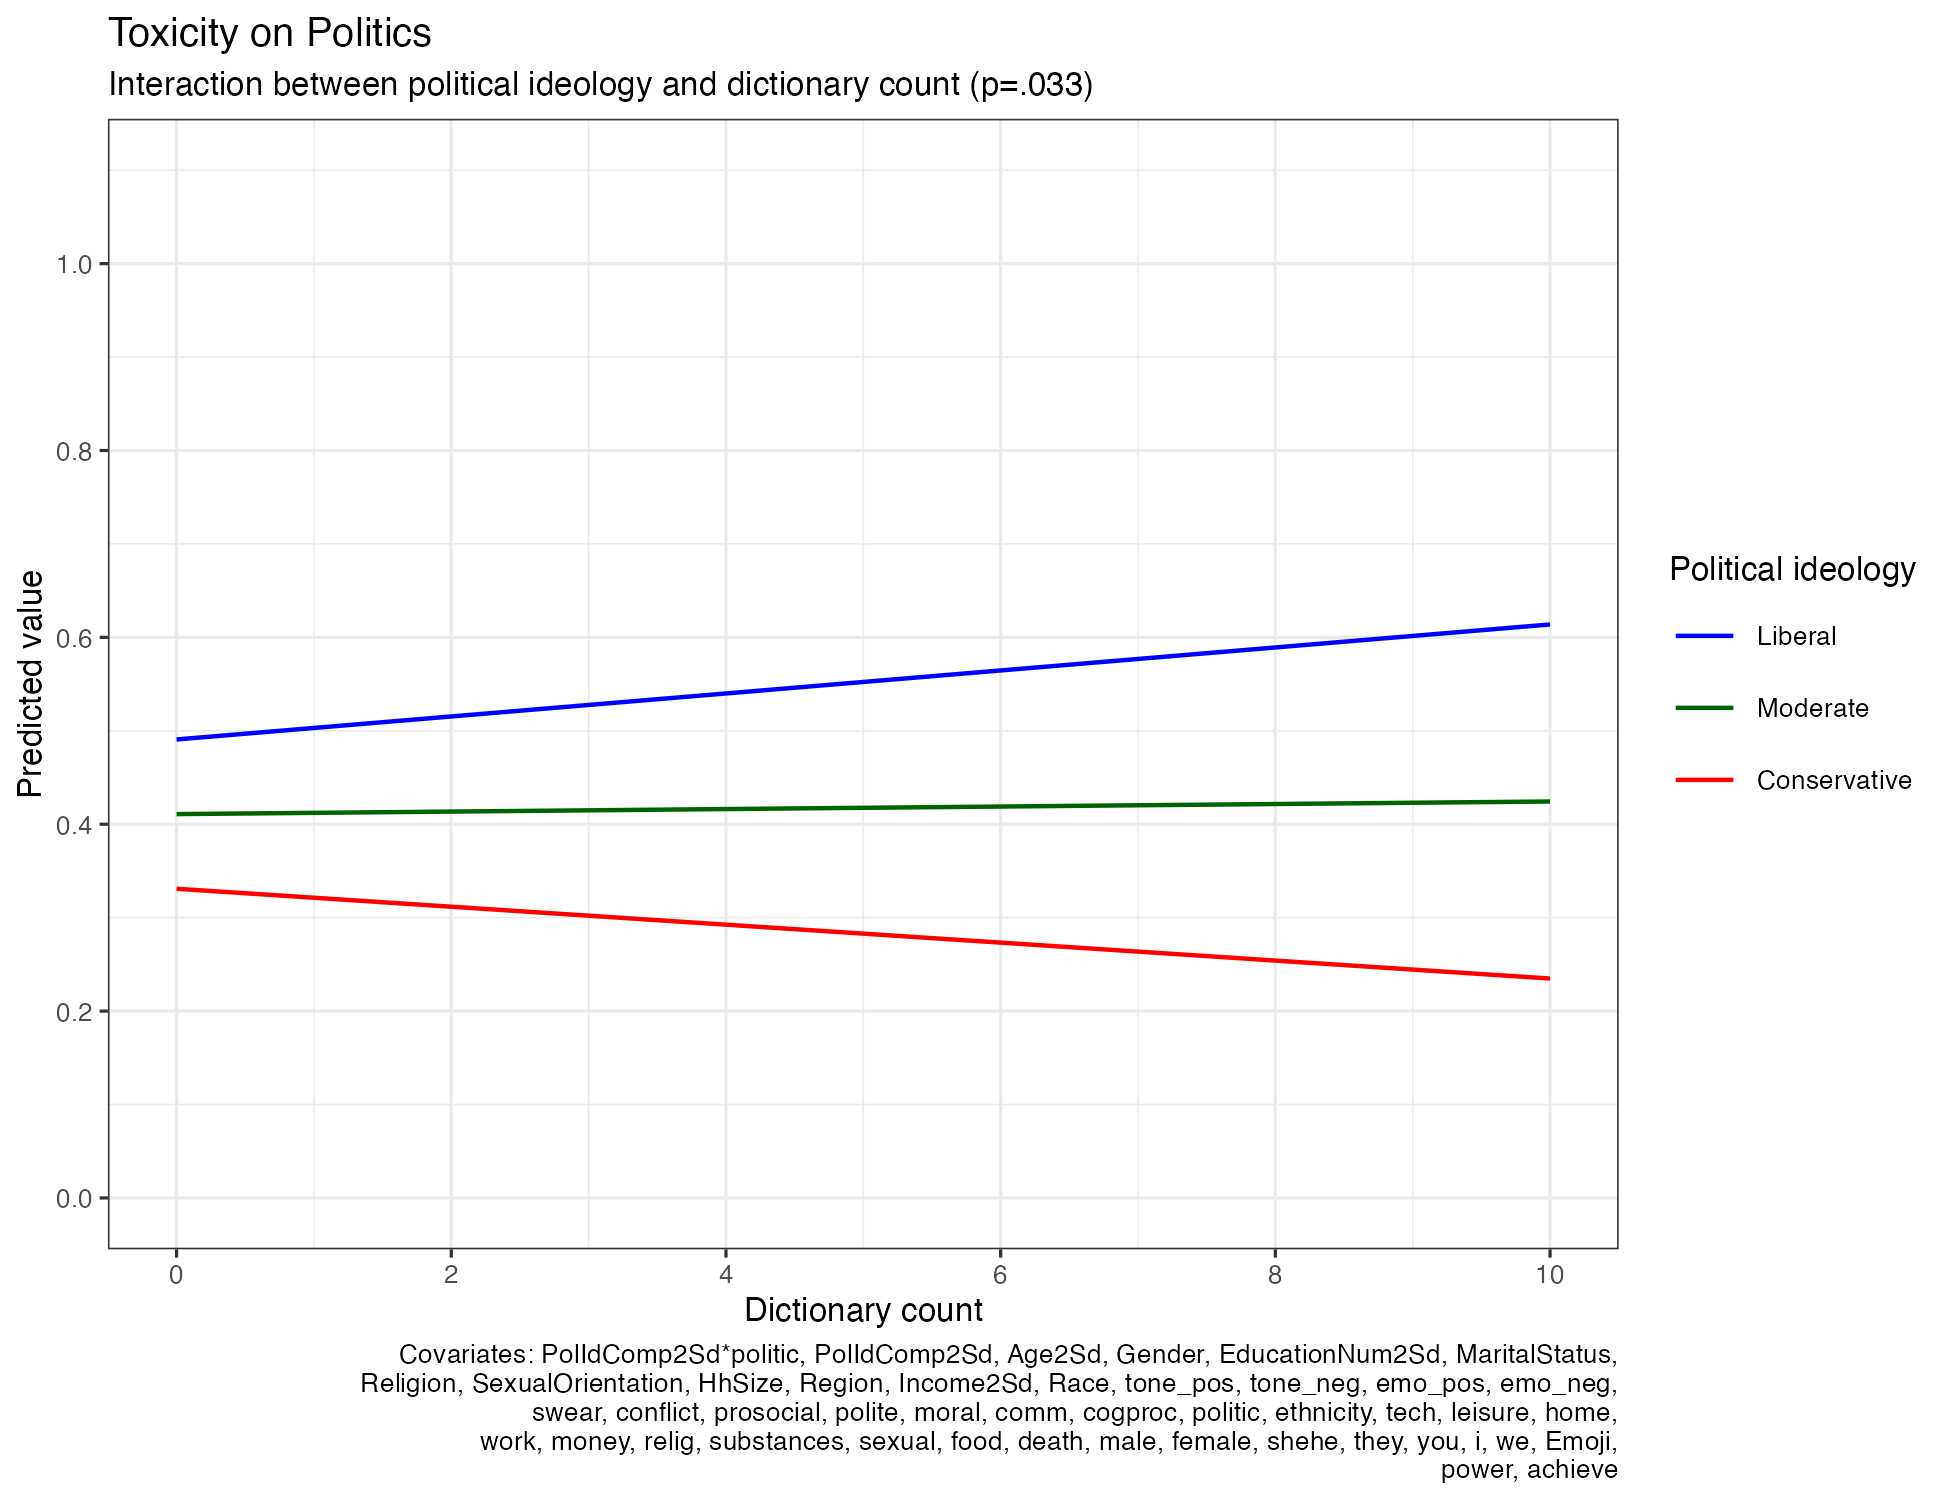 Toxicity on Politics
Interaction between political ideology and dictionary count (p=.033)
Predicted value
1.0
0.8
0.6
0.4
0.2
0.0
0 2 4 6 8 10
Dictionary count
Political ideology
Liberal
Moderate
Conservative
Covariates: PolIdComp2Sd*politic, PolIdComp2Sd, Age2Sd, Gender, EducationNum2Sd, MaritalStatus,
Religion, SexualOrientation, HhSize, Region, Income2Sd, Race, tone_pos, tone_neg, emo_pos, emo_neg,
swear, conflict, prosocial, polite, moral, comm, cogproc, politic, ethnicity, tech, leisure, home,
work, money, relig, substances, sexual, food, death, male, female, shehe, they, you, i, we, Emoji,
power, achieve